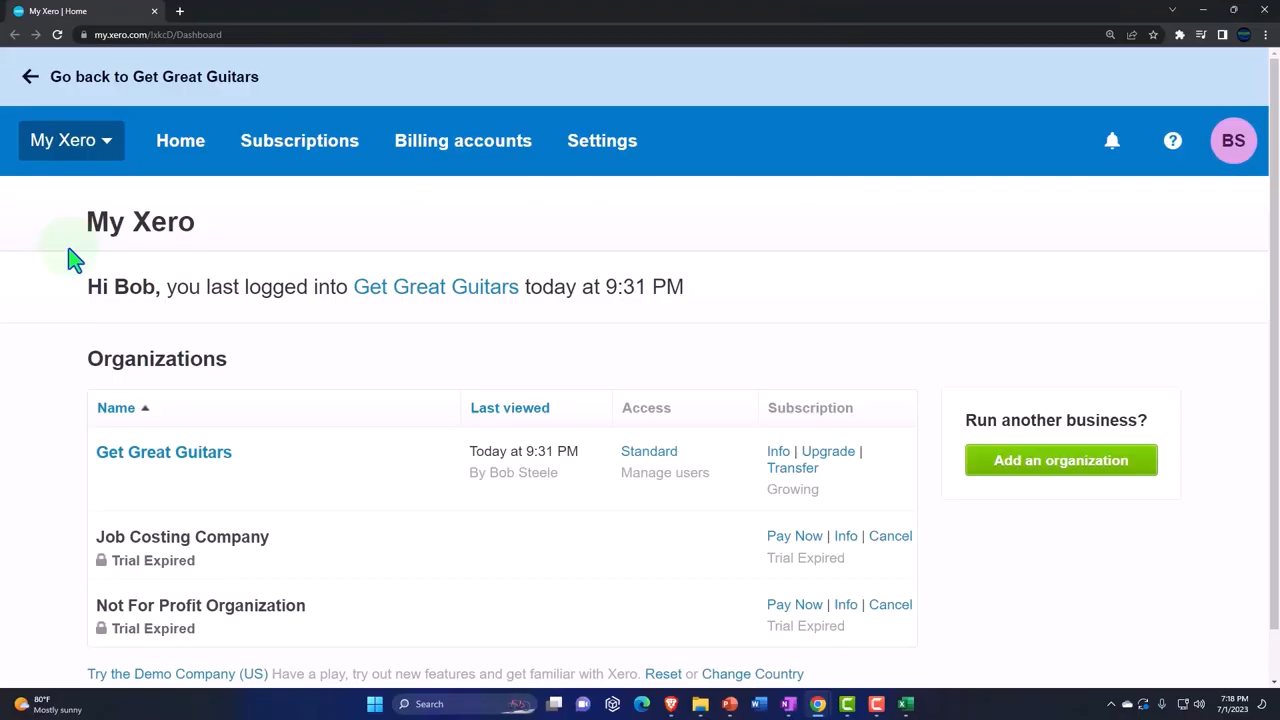 My Xero | Home
my.xero.com/!xkcD/Dashboard
Go back to Get Great Guitars
My Xero Home Subscriptions Billing accounts Settings BS
My Xero
Hi Bob, you last logged into Get Great Guitars today at 9:31 PM
Organizations
Name Last viewed Access Subscription
Get Great Guitars Today at 9:31 PM Standard Info | Upgrade |
Transfer
By Bob Steele Manage users
Growing
Run another business?
Add an organization
Job Costing Company Pay Now | Info | Cancel
Trial Expired Trial Expired
Not For Profit Organization Pay Now | Info | Cancel
Trial Expired Trial Expired
Try the Demo Company (US) Have a play, try out new features and get familiar with Xero. Reset or Change Country
80°F
Mostly sunny
Search
7:18 PM
7/1/2023